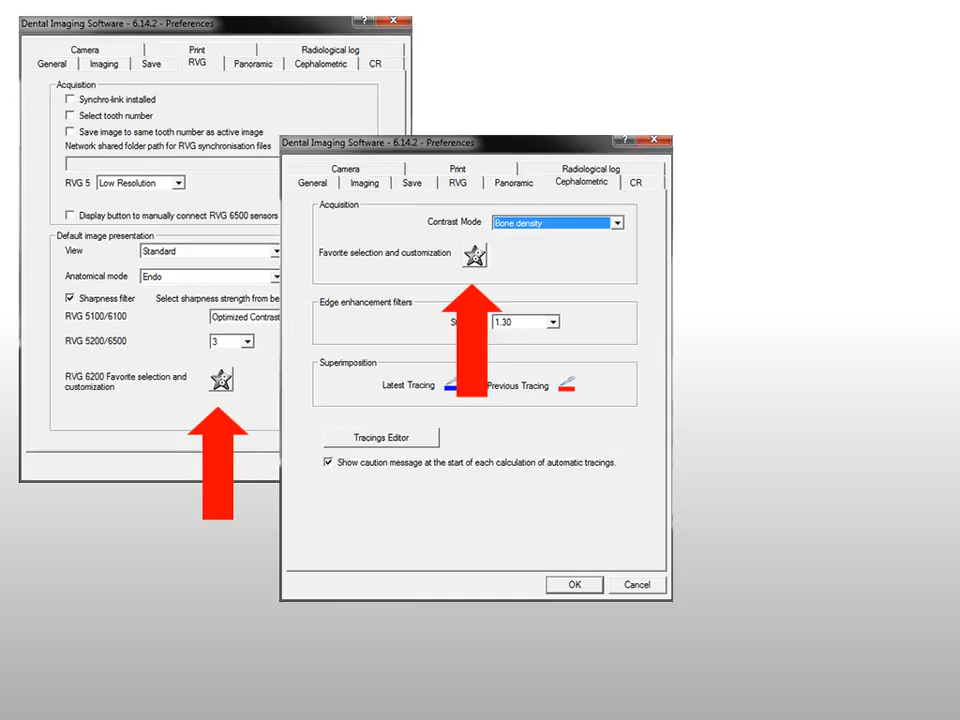 Dental Imaging Software - 6.14.2 - Preferences
Camera Print Radiological log
General Imaging Save RVG Panoramic Cephalometric CR
Acquisition
Synchro-link installed
Select tooth number
Save image to same tooth number as active image
Network shared folder path for RVG synchronisation files
RVG 5 Low Resolution
Display button to manually connect RVG 6500 sensors
Default image presentation
View Standard
Anatomical mode Endo
Sharpness filter Select sharpness strength from be
RVG 5100/6100 Optimized Contrast
RVG 5200/6500 3
RVG 6200 Favorite selection and
customization
Dental Imaging Software - 6.14.2 - Preferences
Camera Print Radiological log
General Imaging Save RVG Panoramic Cephalometric CR
Acquisition
Contrast Mode Bone density
Favorite selection and customization
Edge enhancement filters
1.30
Superimposition
Latest Tracing Previous Tracing
Tracings Editor
Show caution message at the start of each calculation of automatic tracings.
OK Cancel